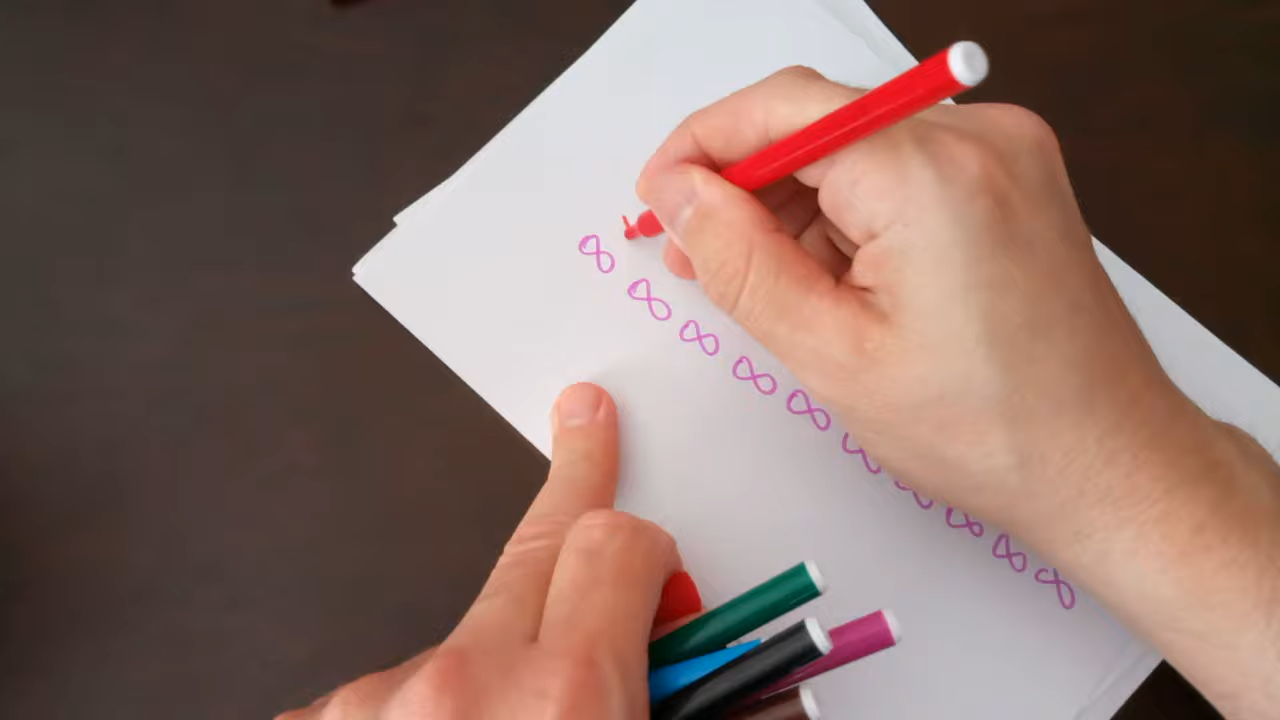 ∞ ∞ ∞ ∞ ∞ ∞ ∞ ∞ ∞ ∞